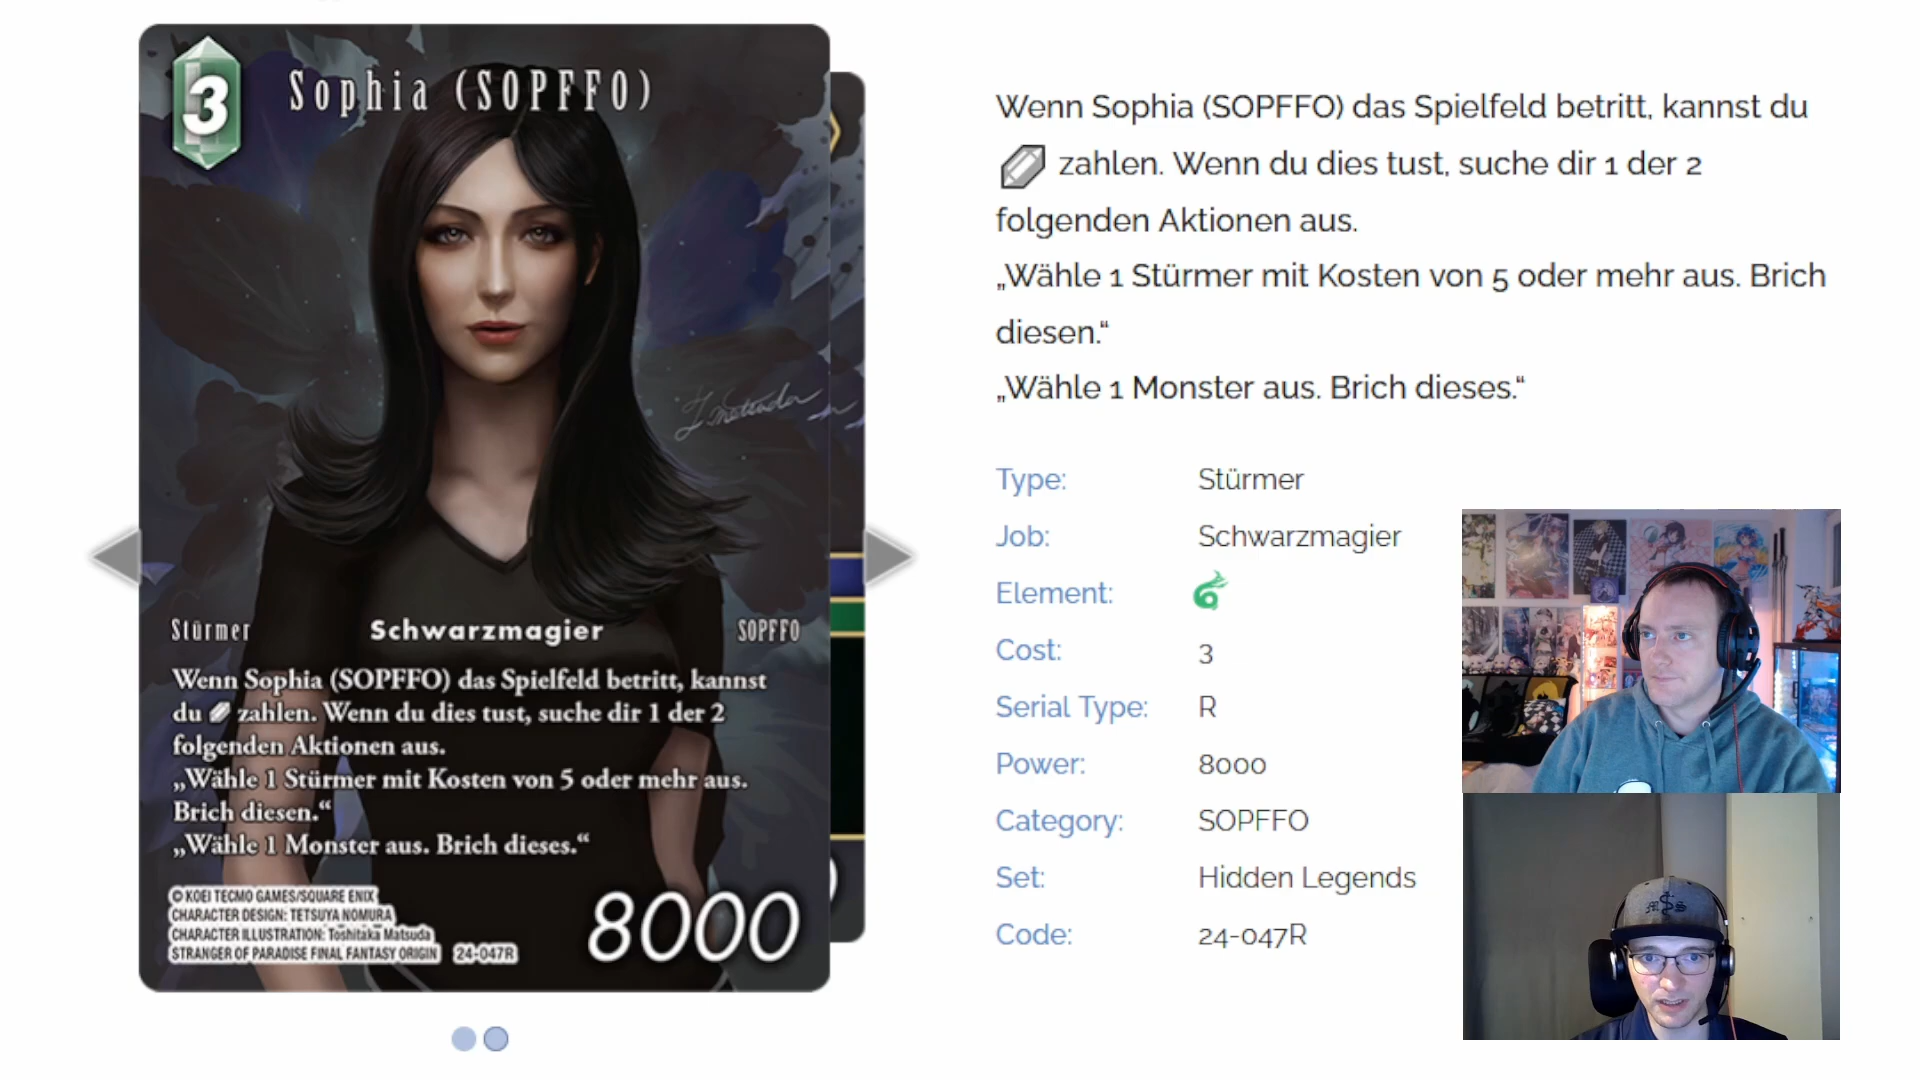 3
Sophia (SOPFFO)
Stürmer
Schwarzmagier
SOPFFO
Wenn Sophia (SOPFFO) das Spielfeld betritt, kannst
du zahlen. Wenn du dies tust, suche dir 1 der 2
folgenden Aktionen aus.
„Wähle 1 Stürmer mit Kosten von 5 oder mehr aus.
Brich diesen.“
„Wähle 1 Monster aus. Brich dieses.“
© KOEI TECMO GAMES/SQUARE ENIX
CHARACTER DESIGN: TETSUYA NOMURA
CHARACTER ILLUSTRATION: Toshitaka Matsuda
STRANGER OF PARADISE FINAL FANTASY ORIGIN 24-047R
8000
Wenn Sophia (SOPFFO) das Spielfeld betritt, kannst du
zahlen. Wenn du dies tust, suche dir 1 der 2
folgenden Aktionen aus.
„Wähle 1 Stürmer mit Kosten von 5 oder mehr aus. Brich
diesen.“
„Wähle 1 Monster aus. Brich dieses.“
Type: Stürmer
Job: Schwarzmagier
Element:
Cost: 3
Serial Type: R
Power: 8000
Category: SOPFFO
Set: Hidden Legends
Code: 24-047R